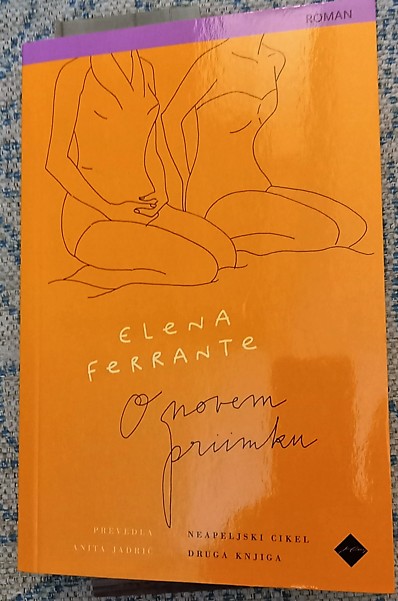 ROMAN
ELENA
FERRANTE
O novem
priimku
PREVEDLA
ANITA JADRIČ
NEAPELJSKI CIKEL
DRUGA KNJIGA